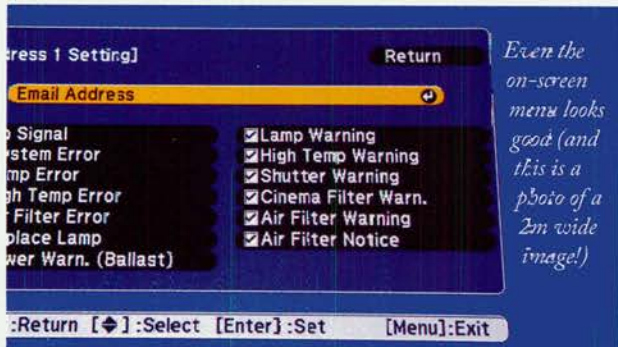 ress 1 Setting]
Return
Email Address
Signal
stem Error
mp Error
gh Temp Error
Filter Error
place Lamp
wer Warn. (Ballast)
Lamp Warning
High Temp Warning
Shutter Warning
Cinema Filter Warn.
Air Filter Warning
Air Filter Notice
:Return [◆] :Select [Enter] :Set [Menu]:Exit
Even the
on-screen
menu looks
good (and
this is a
photo of a
2m wide
image!)